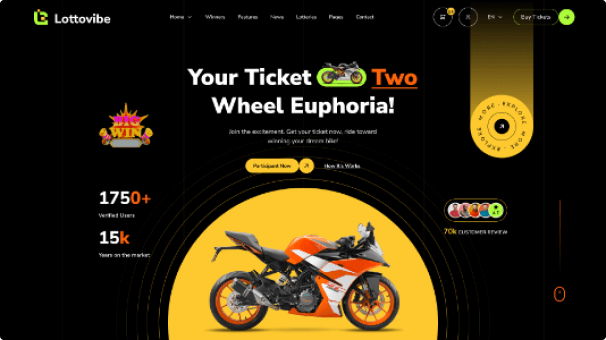 Lottovibe
Home Winners Features News Lotteries Pages Contact
EN
Buy Tickets
Your Ticket Two
Wheel Euphoria!
Join the excitement. Get your ticket now, ride toward
winning your dream bike!
Participant Now
How It's Works
BIG
WIN
EXPLORE MORE - EXPLORE MORE -
1750+
Verified Users
15k
Years on the market
70k CUSTOMER REVIEW